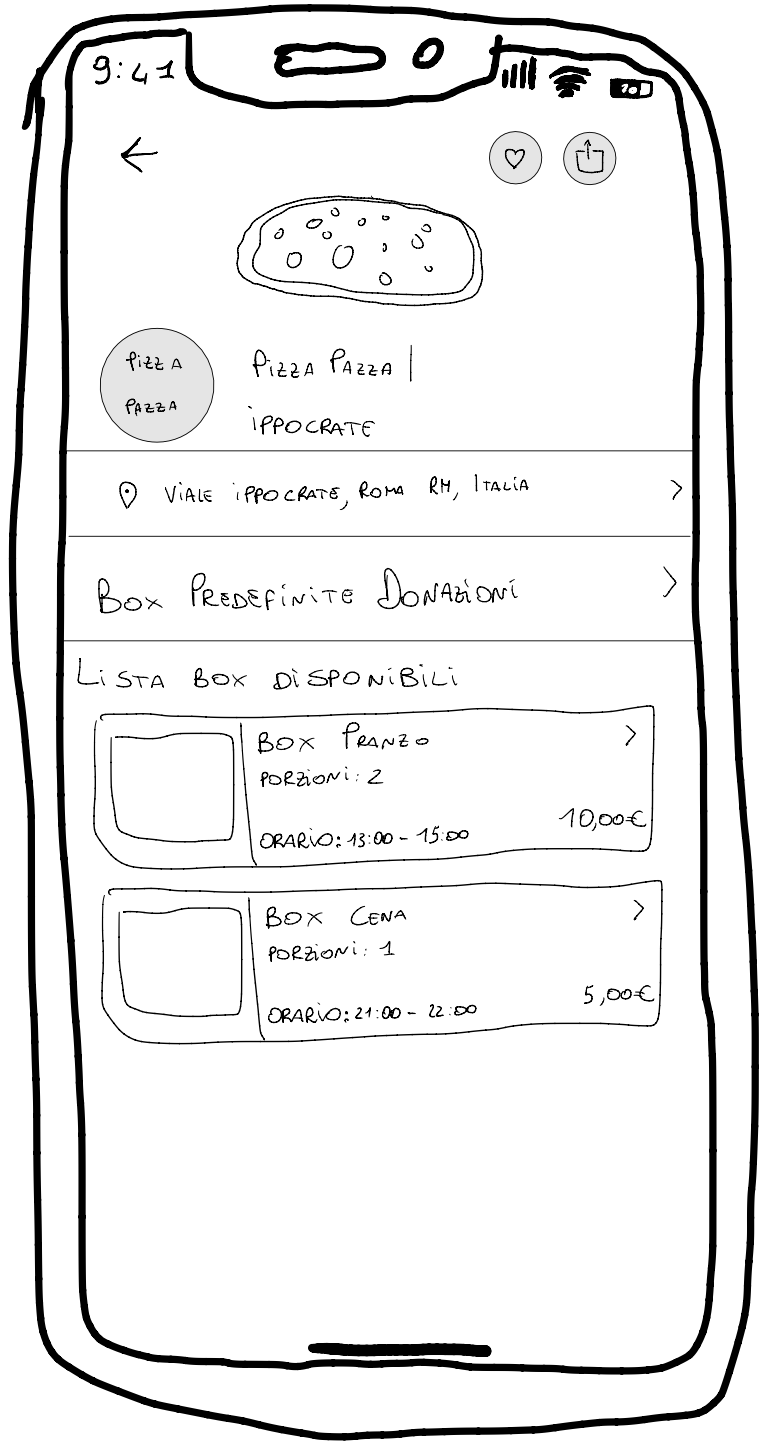 9:41
70
PIZZA
PAZZA
PIZZA PAZZA |
IPPOCRATE
VIALE IPPOCRATE, ROMA RM, ITALIA
BOX PREDEFINITE DONAZIONI
LISTA BOX DISPONIBILI
BOX PRANZO
PORZIONI: 2
10,00€
ORARIO: 13:00 - 15:00
BOX CENA
PORZIONI: 1
5,00€
ORARIO: 21:00 - 22:00